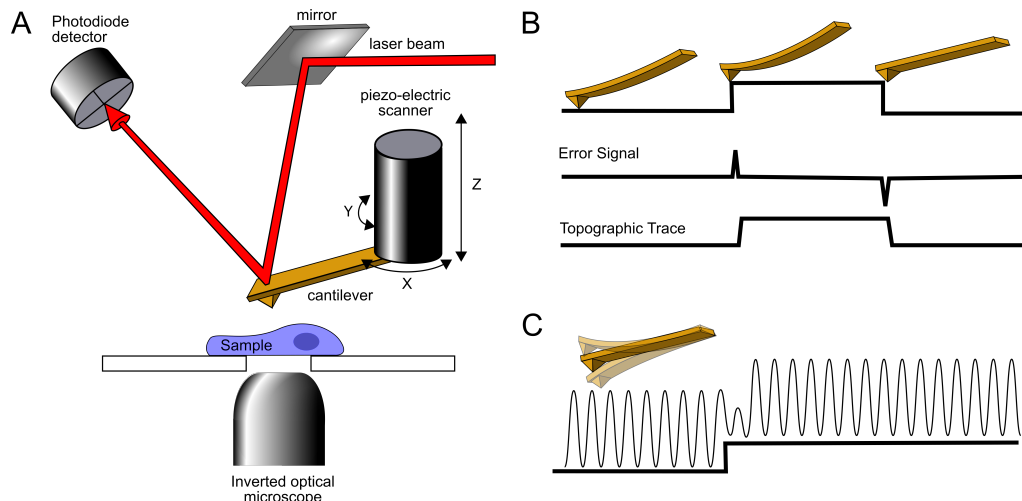 A
Photodiode
detector
mirror
laser beam
piezo-electric
scanner
Z
Y
X
cantilever
Sample
Inverted optical
microscope
B
Error Signal
Topographic Trace
C